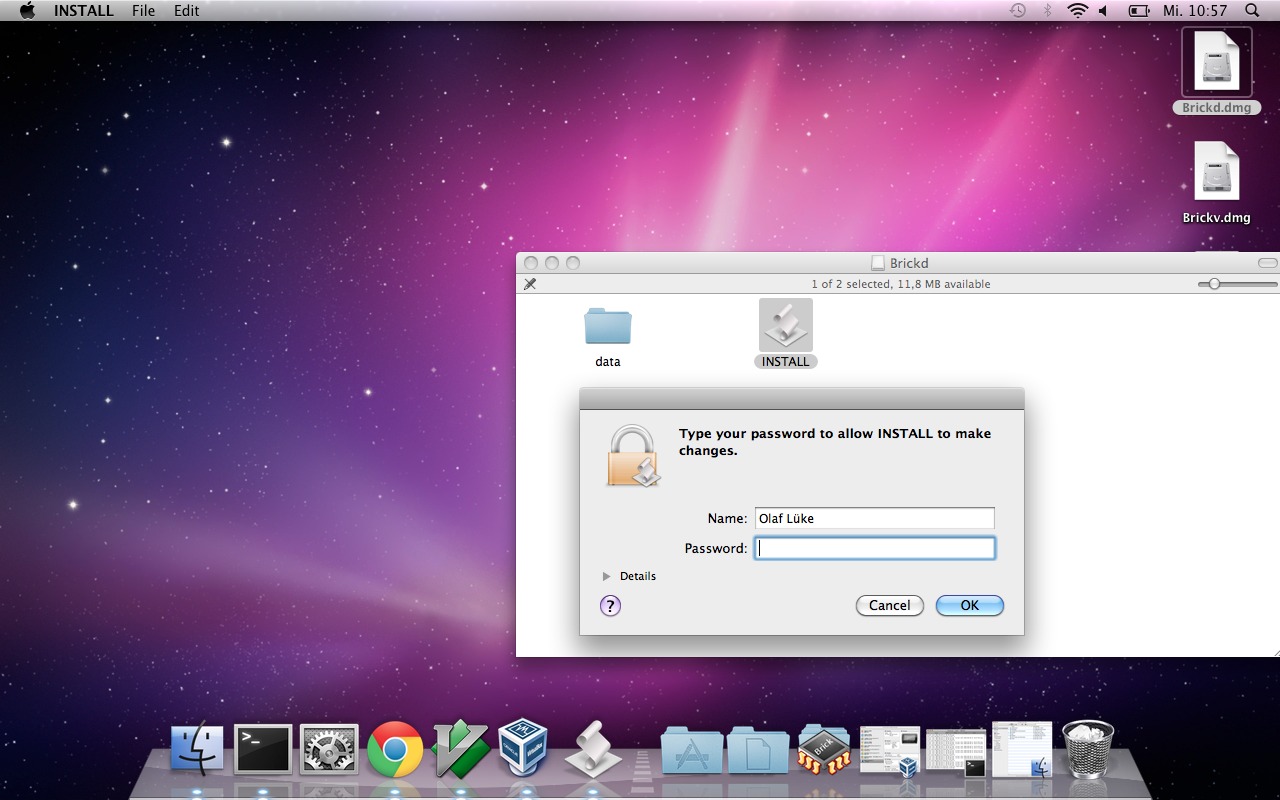 INSTALL File Edit Mi. 10:57
Brickd.dmg
Brickv.dmg
Brickd
1 of 2 selected, 11,8 MB available
data INSTALL
Type your password to allow INSTALL to make
changes.
Name: Olaf Lüke
Password:
Details
? Cancel OK
>_
Brick